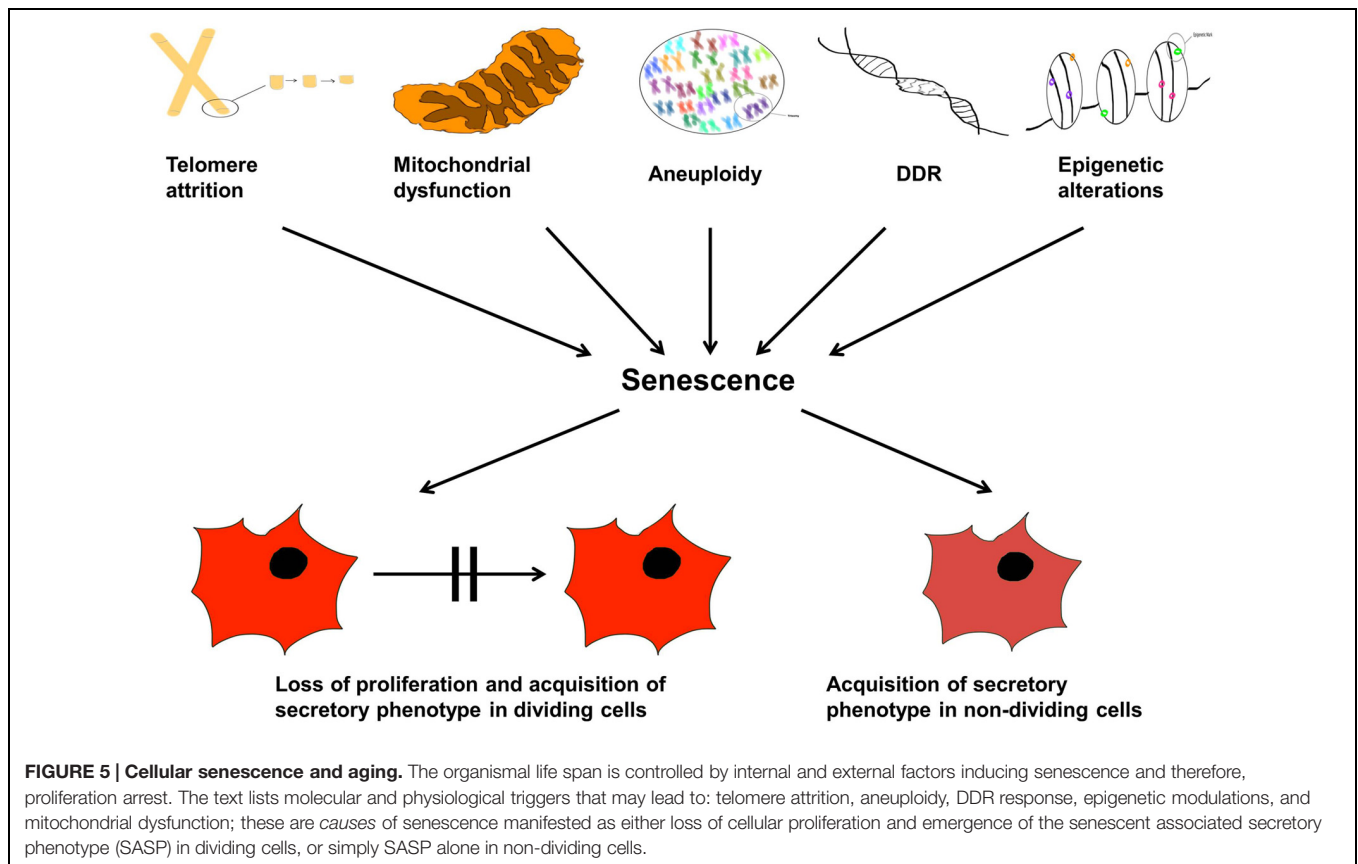 Epigenetic Mark
Telomere
attrition
Mitochondrial
dysfunction
Aneuploidy
DDR
Epigenetic
alterations
Senescence
Loss of proliferation and acquisition of
secretory phenotype in dividing cells
Acquisition of secretory
phenotype in non-dividing cells
FIGURE 5 | Cellular senescence and aging. The organismal life span is controlled by internal and external factors inducing senescence and therefore,
proliferation arrest. The text lists molecular and physiological triggers that may lead to: telomere attrition, aneuploidy, DDR response, epigenetic modulations, and
mitochondrial dysfunction; these are causes of senescence manifested as either loss of cellular proliferation and emergence of the senescent associated secretory
phenotype (SASP) in dividing cells, or simply SASP alone in non-dividing cells.